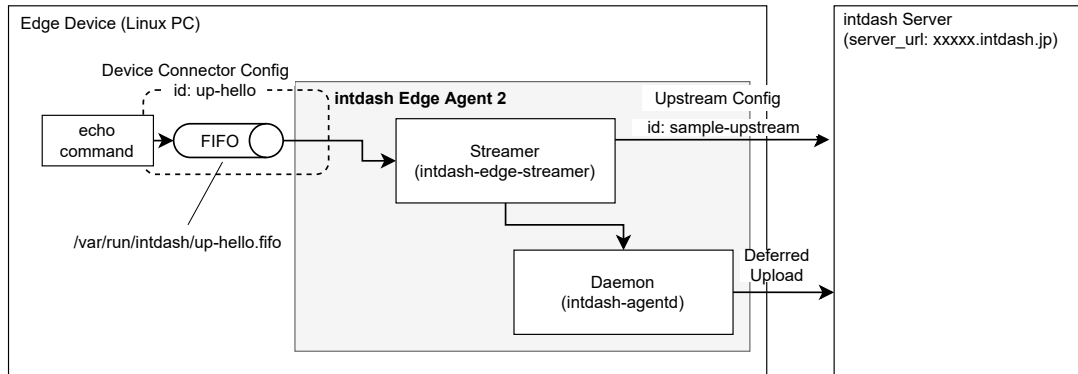 Edge Device (Linux PC)
intdash Server
(server_url: xxxxx.intdash.jp)
Device Connector Config
id: up-hello
intdash Edge Agent 2
Upstream Config
id: sample-upstream
echo
command
FIFO
Streamer
(intdash-edge-streamer)
/var/run/intdash/up-hello.fifo
Daemon
(intdash-agentd)
Deferred
Upload